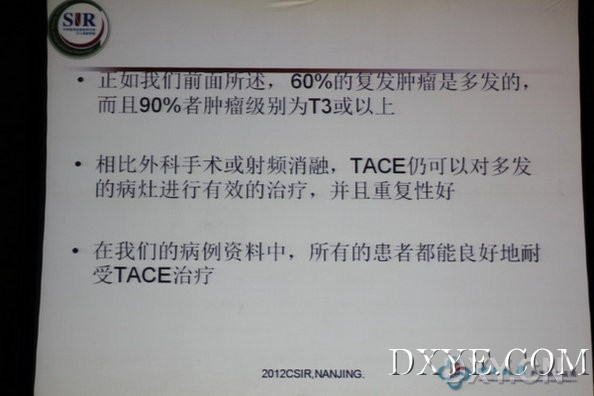 SIR
• 正如我们前面所述，60%的复发肿瘤是多发的，
而且90%者肿瘤级别为T3或以上
• 相比外科手术或射频消融，TACE仍可以对多发
的病灶进行有效的治疗，并且重复性好
• 在我们的病例资料中，所有的患者都能良好地耐
受TACE治疗
2012CSIR,NANJING.
DXYE.COM